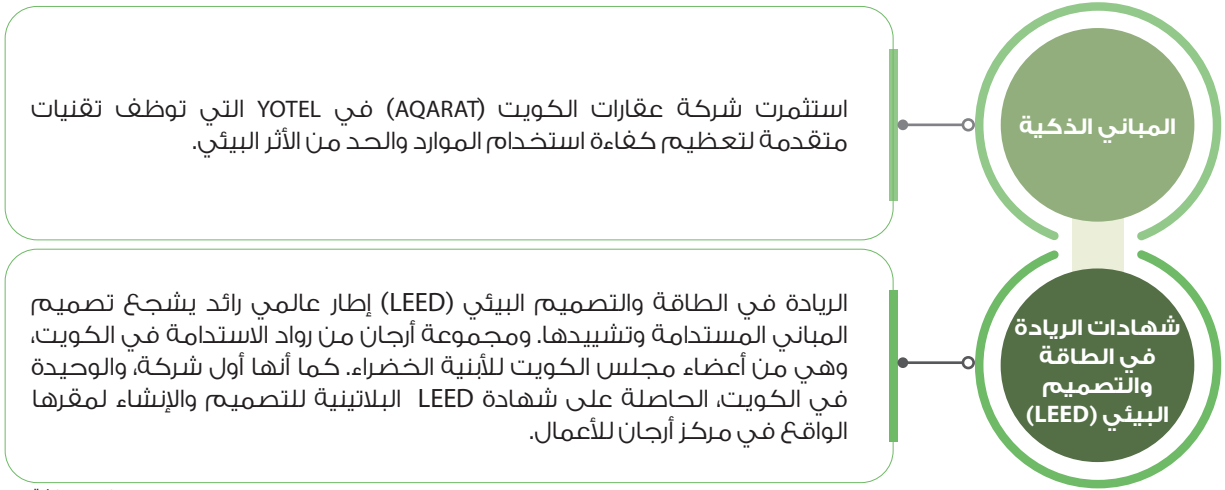 المباني الذكية
استثمرت شركة عقارات الكويت (AQARAT) في YOTEL التي توظف تقنيات
متقدمة لتعظيم كفاءة استخدام الموارد والحد من الأثر البيئي.
شهادات الريادة
في الطاقة
والتصميم
البيئي (LEED)
الريادة في الطاقة والتصميم البيئي (LEED) إطار عالمي رائد يشجع تصميم
المباني المستدامة وتشييدها. ومجموعة أرجان من رواد الاستدامة في الكويت،
وهي من أعضاء مجلس الكويت للأبنية الخضراء. كما أنها أول شركة، والوحيدة
في الكويت، الحاصلة على شهادة LEED البلاتينية للتصميم والإنشاء لمقرها
الواقع في مركز أرجان للأعمال.